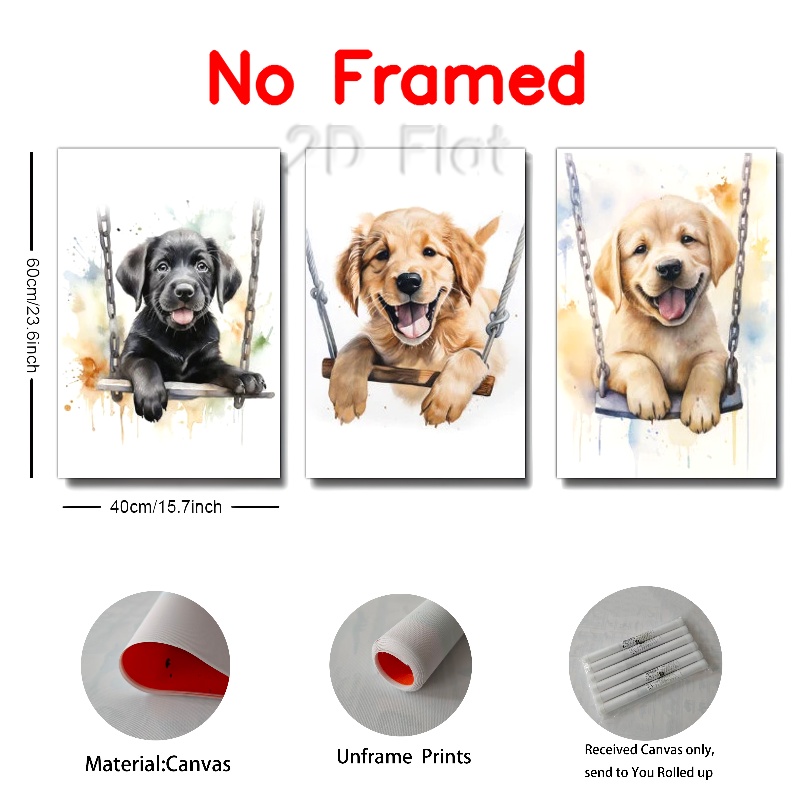 No Framed
2D Flat
60cm/23.6inch
40cm/15.7inch
Material:Canvas
Unframe Prints
Received Canvas only,
send to You Rolled up